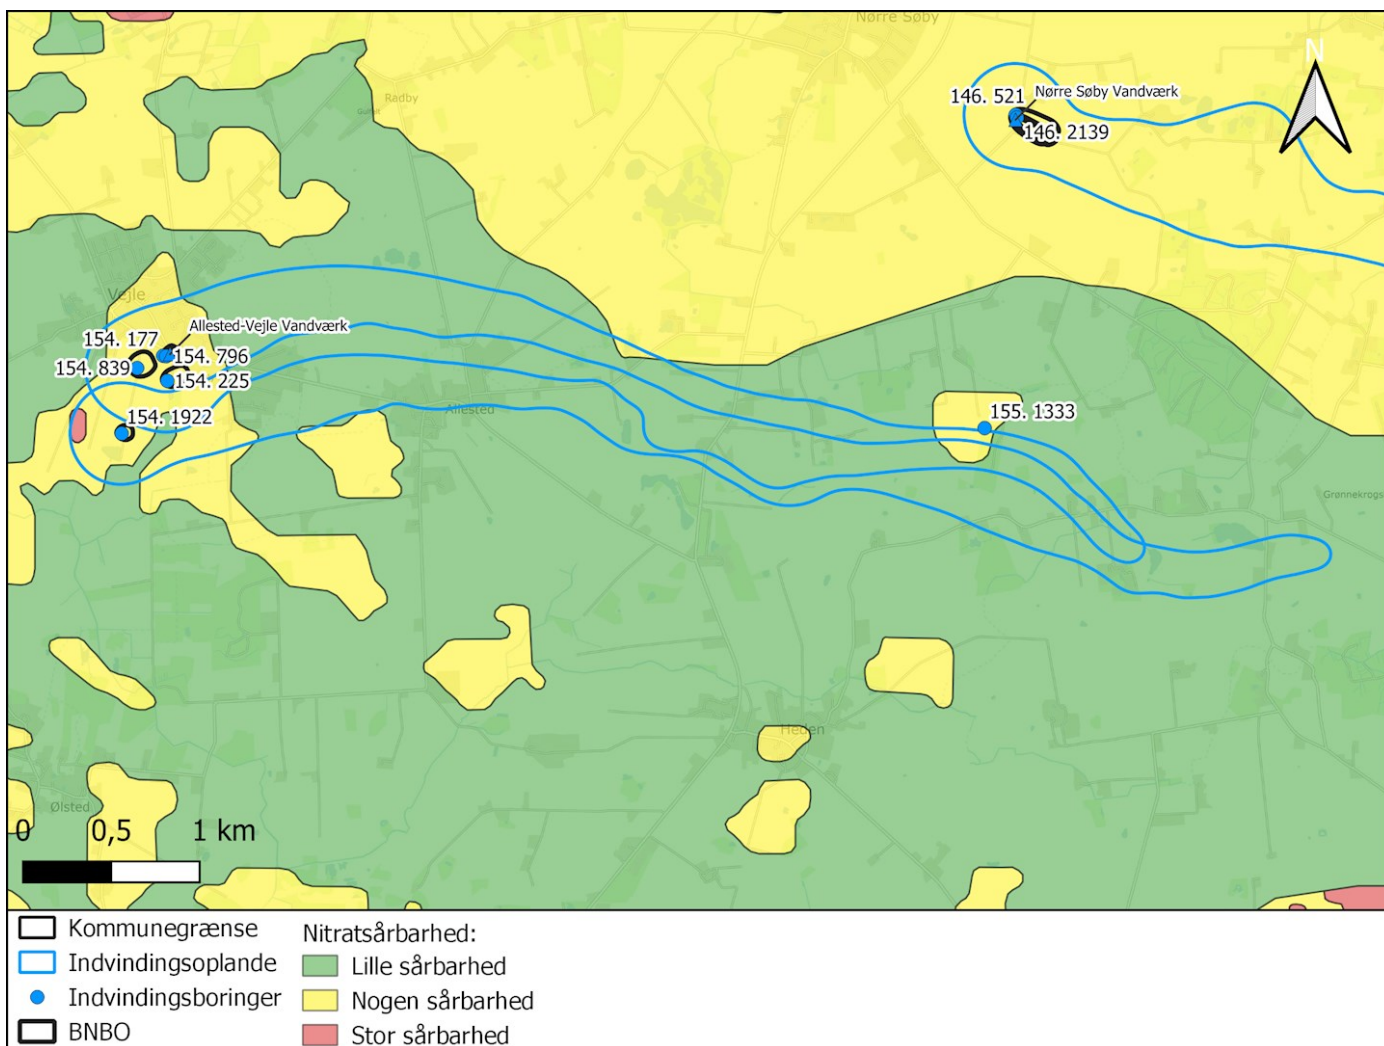 Nørre Søby
N
Radby
146. 521
Nørre Søby Vandværk
146. 2139
Vejle
Allested-Vejle Vandværk
154. 177
154. 796
154. 839
154. 225
154. 1922
Allested
155. 1333
Grønnekrogs
Heden
Ølsted
0 0,5 1 km
Kommunegrænse
Indvindingsoplande
Indvindingsboringer
BNBO
Nitratsårbarhed:
Lille sårbarhed
Nogen sårbarhed
Stor sårbarhed